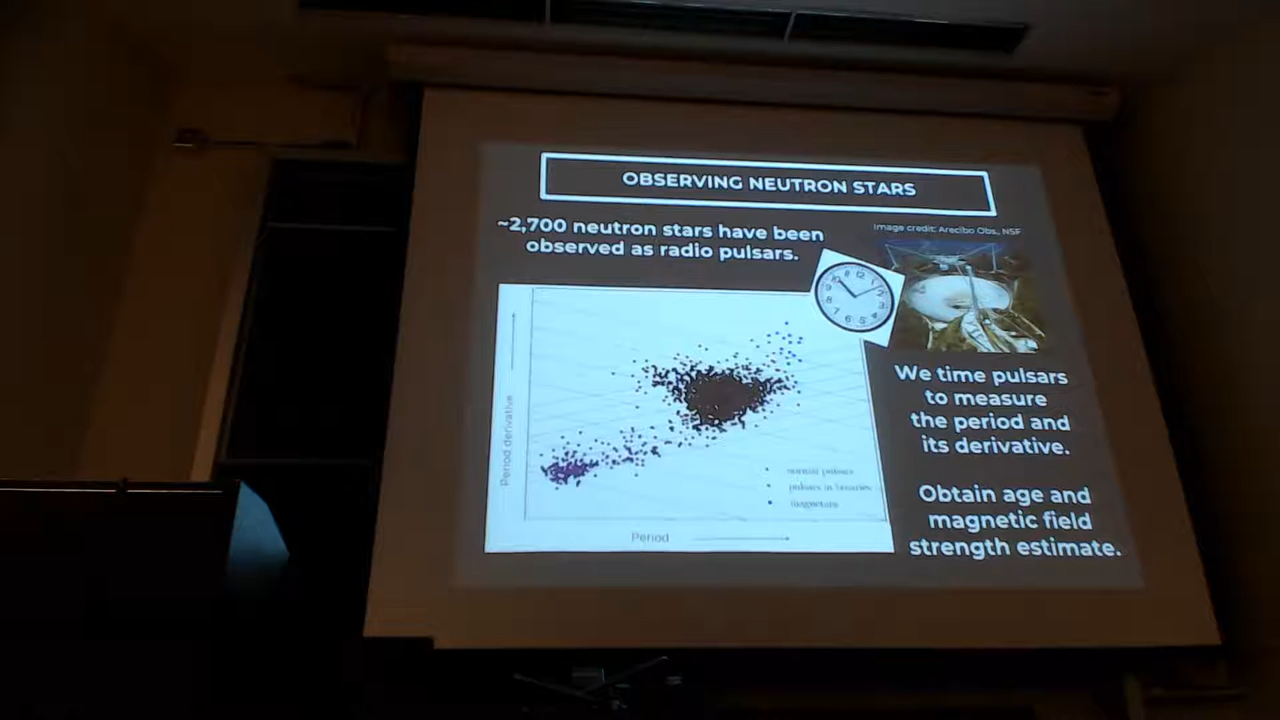 OBSERVING NEUTRON STARS
~2,700 neutron stars have been
observed as radio pulsars.
Image credit: Arecibo Obs., NSF
We time pulsars
to measure
the period and
its derivative.
Obtain age and
magnetic field
strength estimate.
Period derivative
normal pulsars
pulsars in binaries
magnetars
Period